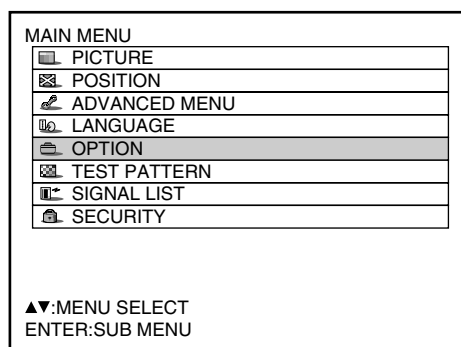 MAIN MENU
PICTURE
POSITION
ADVANCED MENU
LANGUAGE
OPTION
TEST PATTERN
SIGNAL LIST
SECURITY
▲▼:MENU SELECT
ENTER:SUB MENU